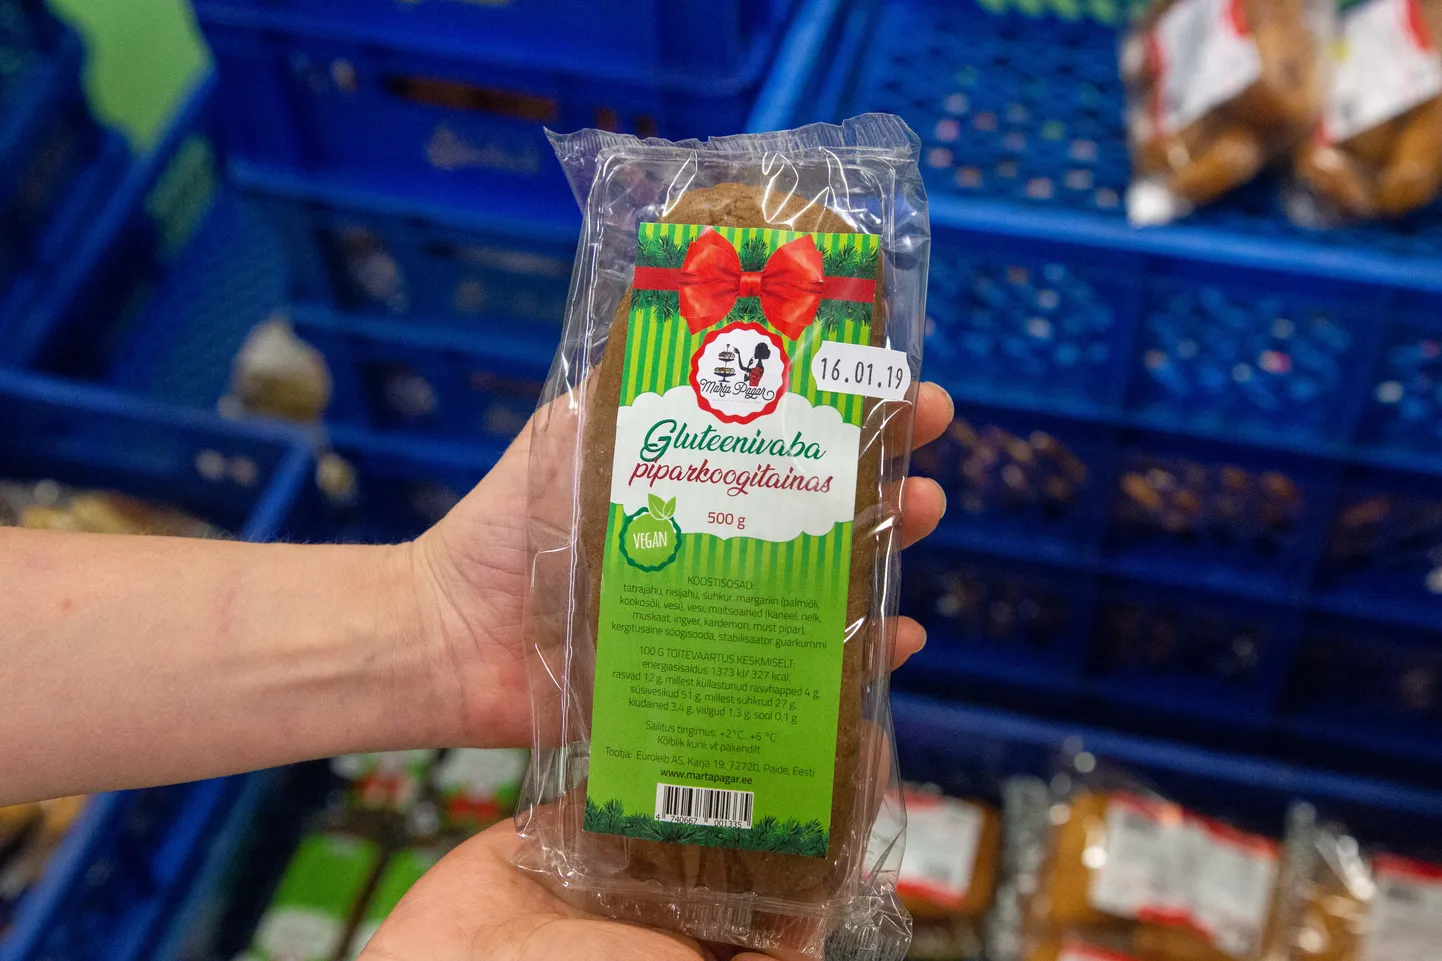 Marta Pagar
16.01.19
Gluteenivaba
piparkoogitainas
500 g
VEGAN
KOOSTISOSAD:
tatrajahu, riisijahu, suhkur, margariin (palmiõli,
kookosõli, vesi), vesi, maitseained (kaneel, nelk,
muskaat, ingver, kardemon, must pipar),
kergitusaine söögisooda, stabilisaator guarkummi
100 G TOITEVÄÄRTUS KESKMISELT:
energiasisaldus 1373 kJ/ 327 kcal,
rasvad 12 g, millest küllastunud rasvhapped 4 g,
süsivesikud 51 g, millest suhkrud 27 g,
kiudained 3,4 g, valgud 1,3 g, sool 0,1 g
Säilitus tingimus: +2°C...+6 °C
Kõlblik kuni: vt pakendilt
Tootja: Euroleib AS, Karja 19, 72720, Paide, Eesti
www.martapagar.ee
4 740667 001335